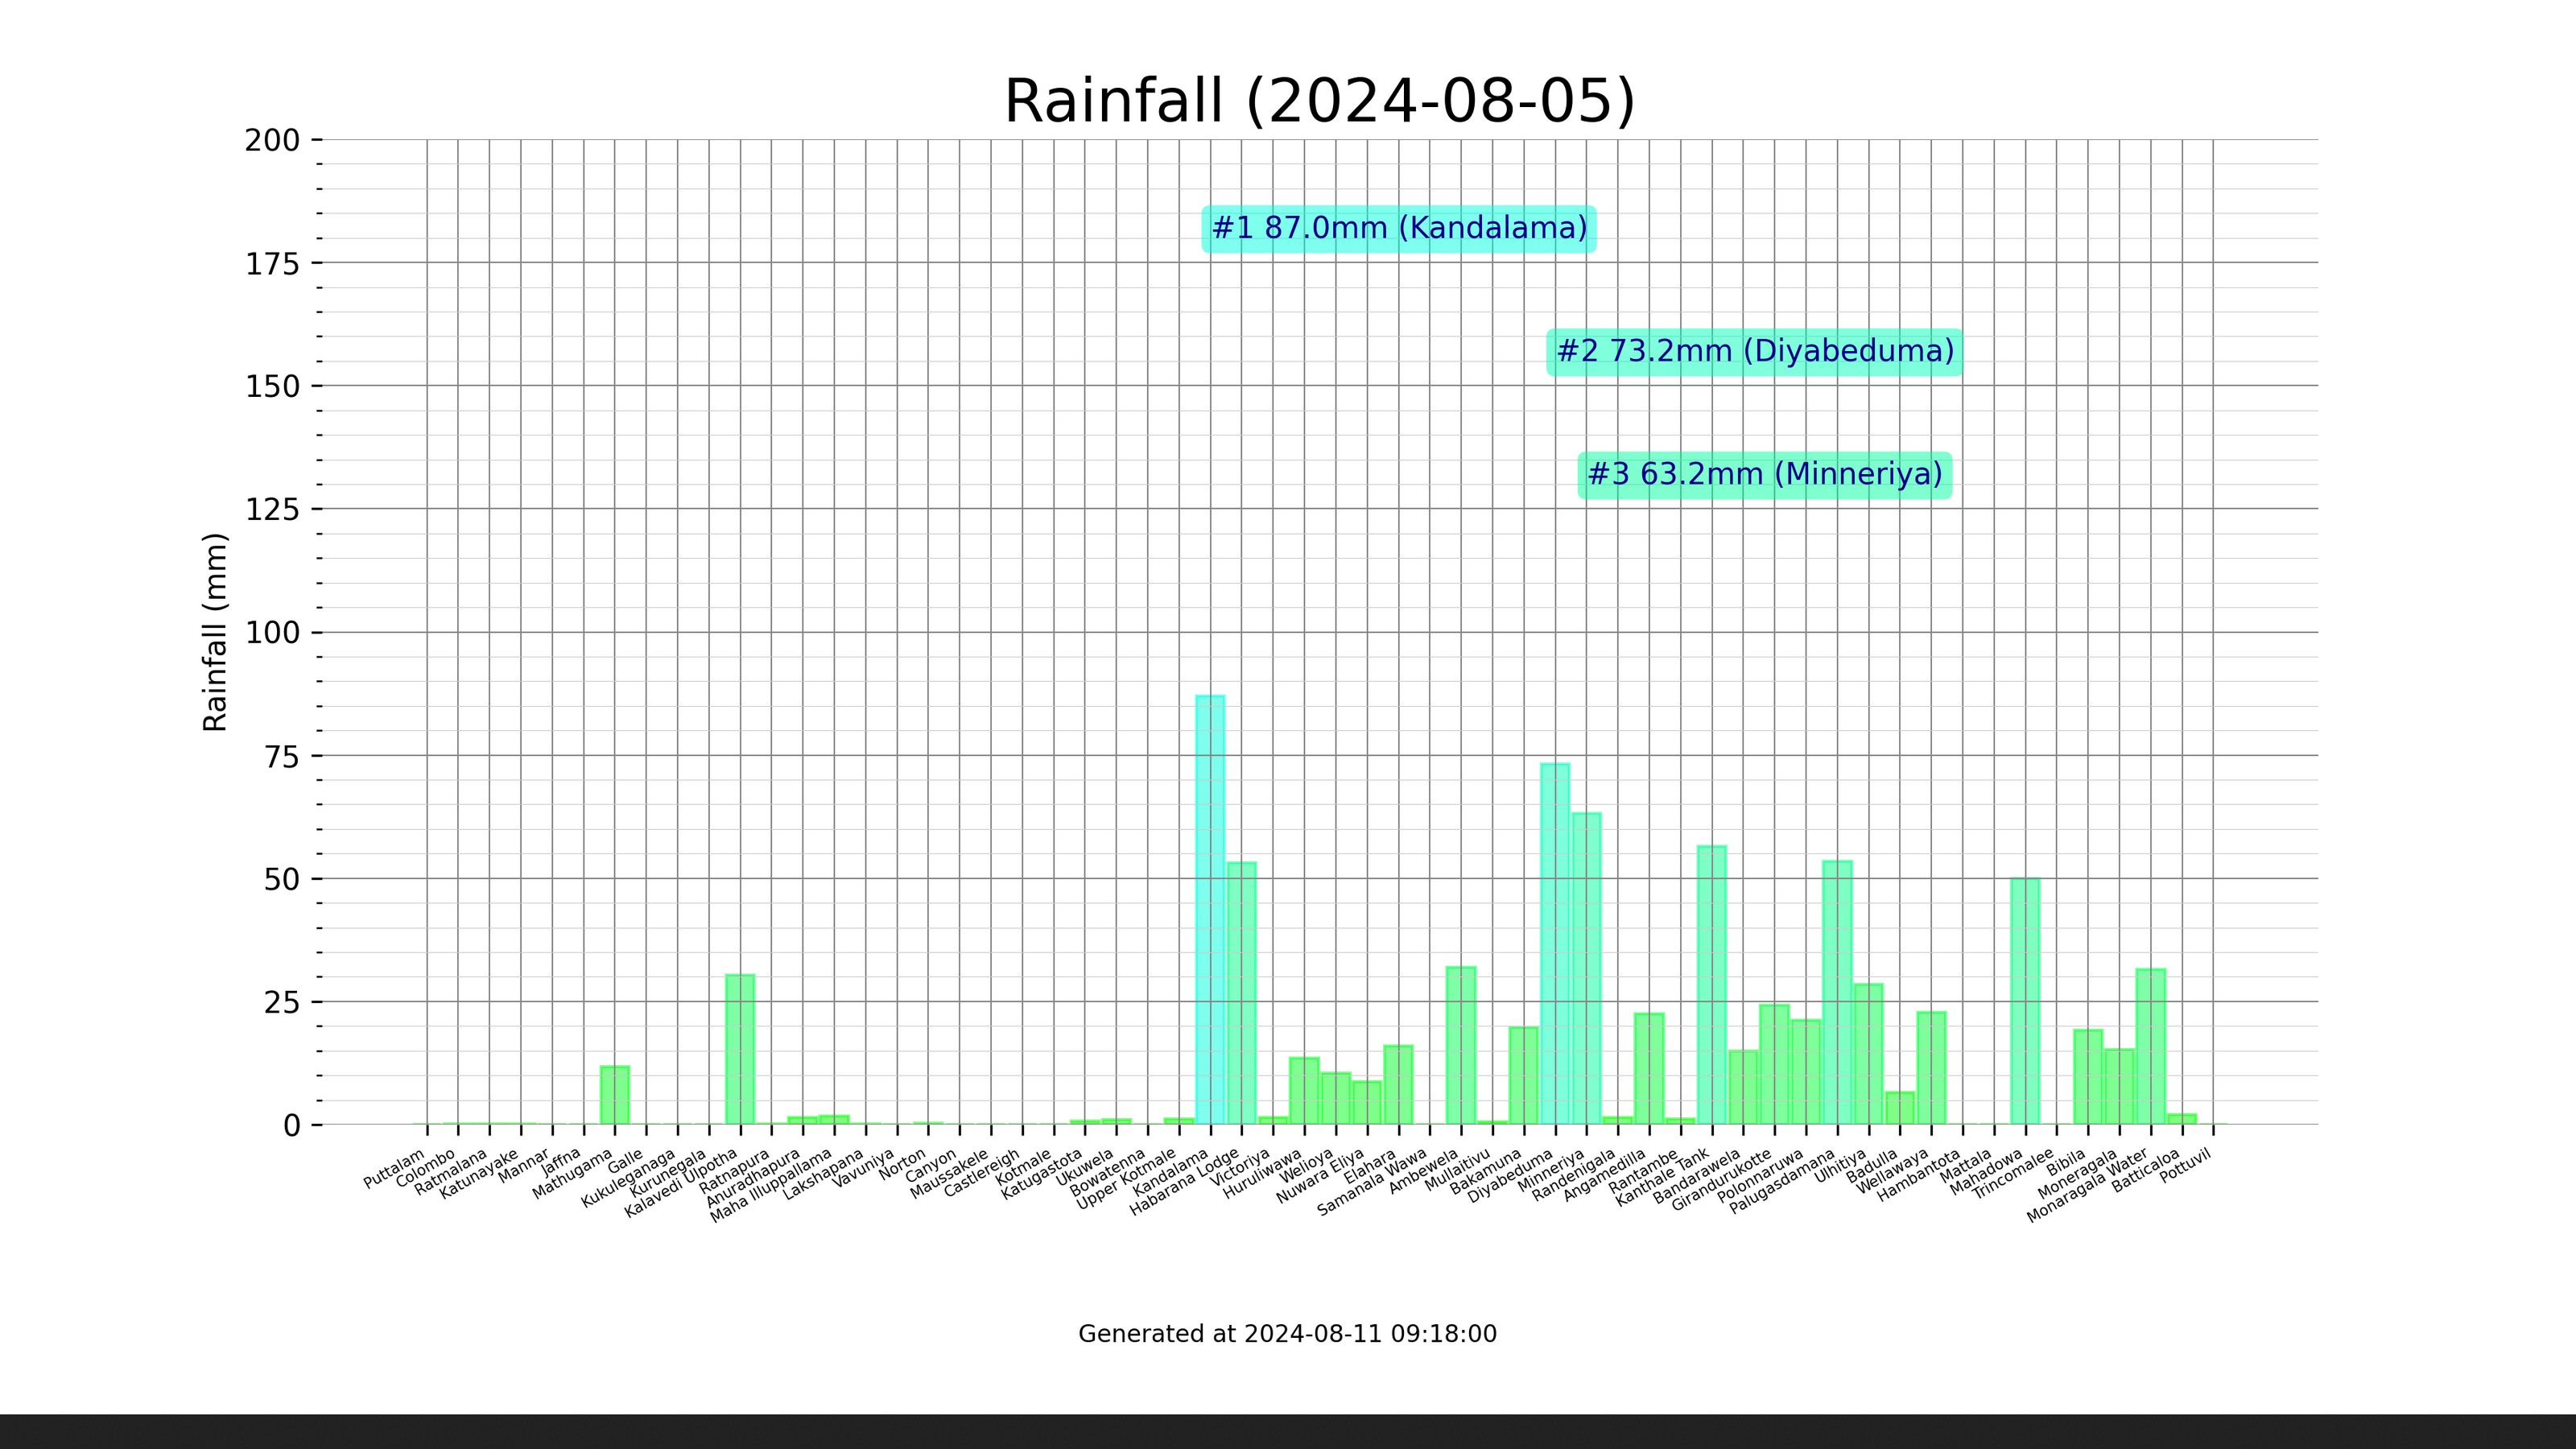 Rainfall (2024-08-05)
200
175
150
125
100
75
50
25
0
Rainfall (mm)
#1 87.0mm (Kandalama)
#2 73.2mm (Diyabeduma)
#3 63.2mm (Minneriya)
Puttalam
Colombo
Ratmalana
Katunayake
Mannar
Jaffna
Mathugama
Galle
Kukuleganaga
Kurunegala
Kalavedi Ulpotha
Ratnapura
Anuradhapura
Maha Illuppallama
Lakshapana
Vavuniya
Norton
Canyon
Maussakele
Castlereigh
Kotmale
Katugastota
Ukuwela
Bowatenna
Upper Kotmale
Kandalama
Habarana Lodge
Victoriya
Huruliwawa
Welioya
Nuwara Eliya
Elahara
Samanala Wawa
Ambewela
Mullaitivu
Bakamuna
Diyabeduma
Minneriya
Randenigala
Angamedilla
Rantambe
Kanthale Tank
Bandarawela
Girandurukotte
Polonnaruwa
Palugasdamana
Ulhitiya
Badulla
Wellawaya
Hambantota
Mattala
Mahadowa
Trincomalee
Bibila
Moneragala
Monaragala Water
Batticaloa
Pottuvil
Generated at 2024-08-11 09:18:00